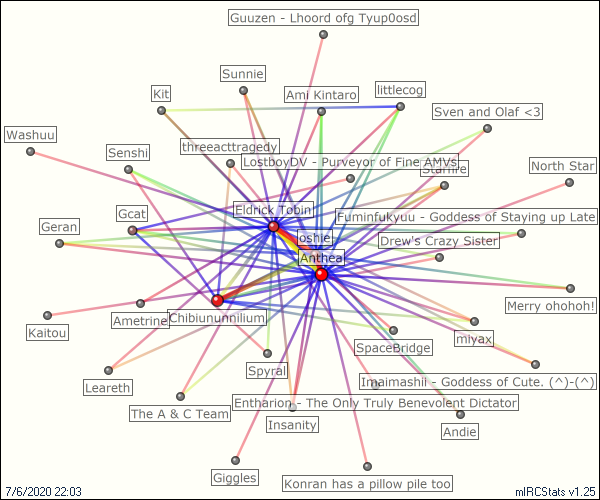 Guuzen - Lhoord ofg Tyup0osd
Sunnie
Kit
Ami Kintaro
littlecog
Sven and Olaf <3
Washuu
Senshi
threeacttragedy
LostboyDV - Purveyor of Fine AMVs
Starfire
North Star
Gcat
Eldrick Tobin
Fuminfukyuu - Goddess of Staying up Late
Geran
oshie
Drew's Crazy Sister
Anthea
Merry ohohoh!
Kaitou
Ametrine
Chibiununnilium
SpaceBridge
miyax
Spyral
Leareth
Imaimashii - Goddess of Cute. (^)-(^)
The A & C Team
Entharion - The Only Truly Benevolent Dictator
Insanity
Andie
Giggles
Konran has a pillow pile too
7/6/2020 22:03
mIRCStats v1.25